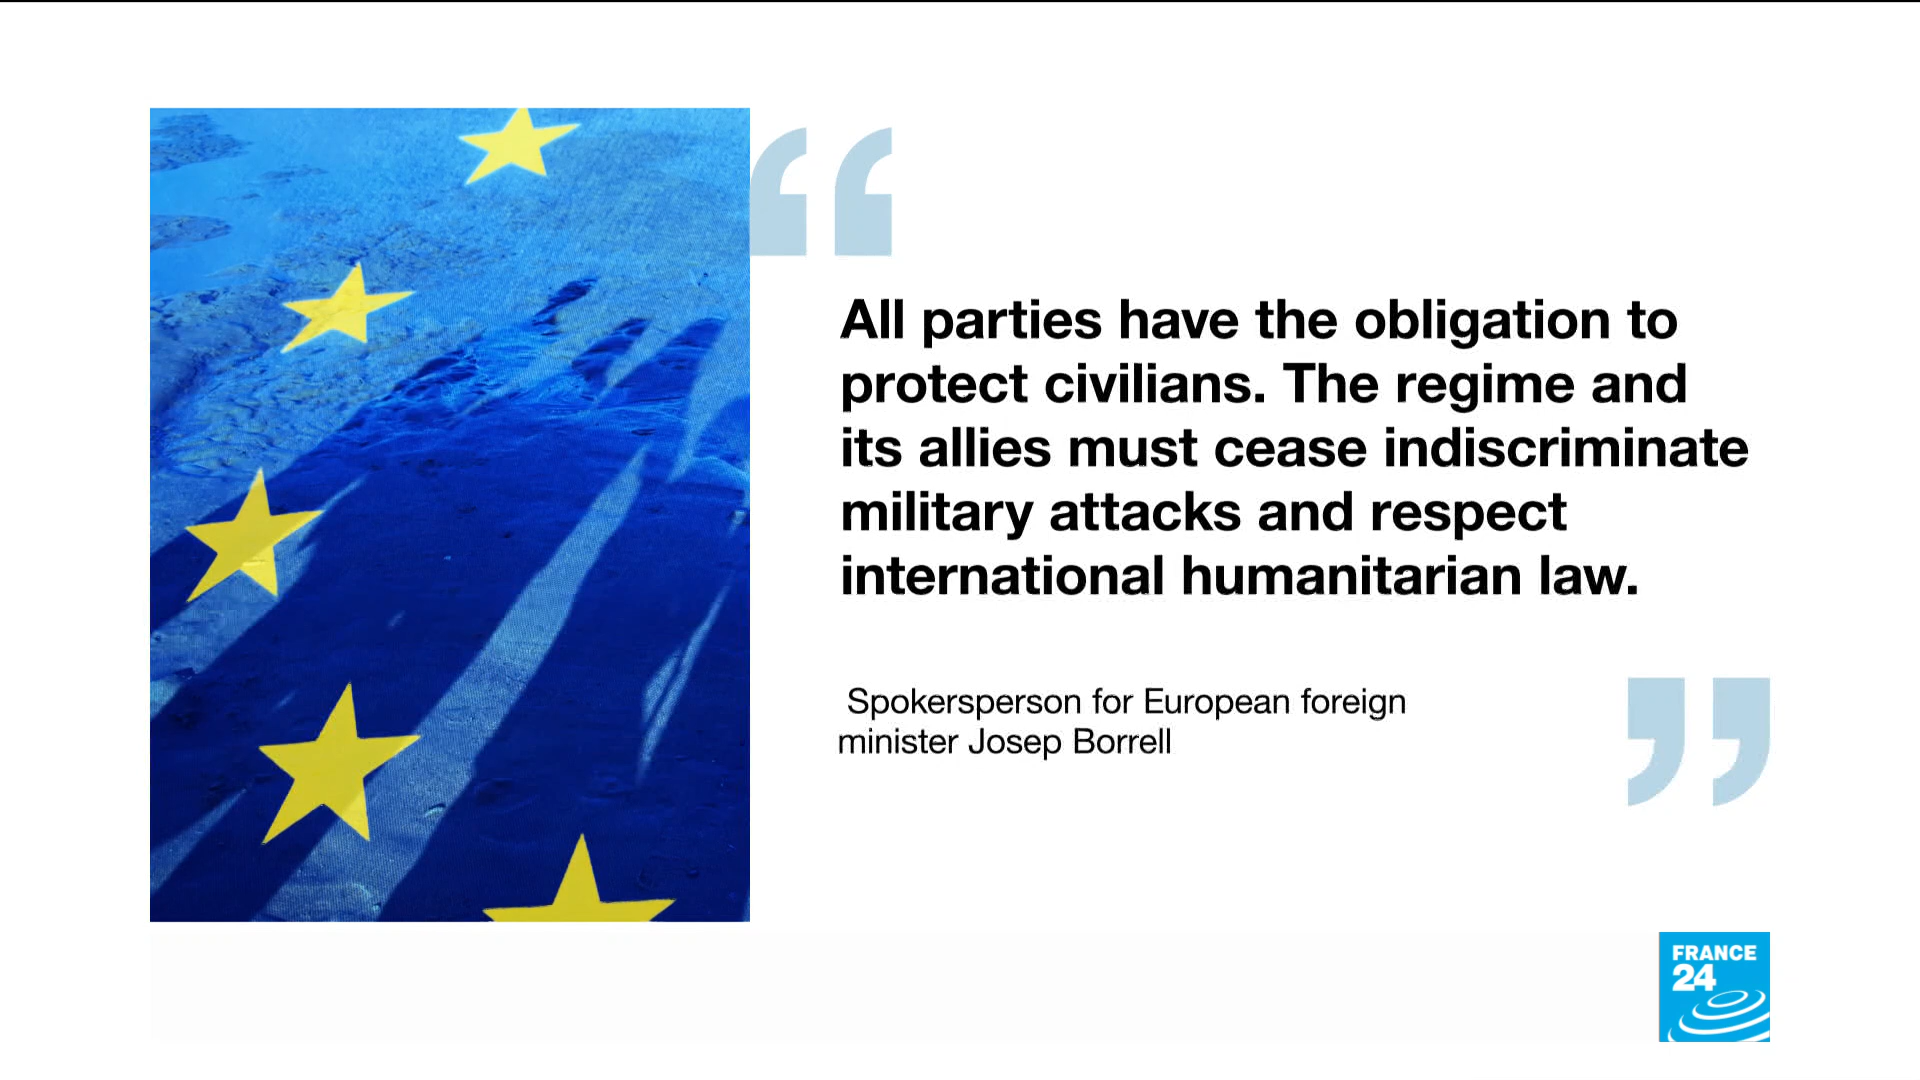 All parties have the obligation to
protect civilians. The regime and
its allies must cease indiscriminate
military attacks and respect
international humanitarian law.
Spokersperson for European foreign
minister Josep Borrell
FRANCE
24